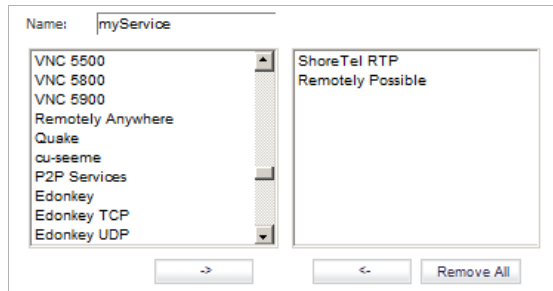 Name: myService
VNC 5500
VNC 5800
VNC 5900
Remotely Anywhere
Quake
cu-seeme
P2P Services
Edonkey
Edonkey TCP
Edonkey UDP
ShoreTel RTP
Remotely Possible
->
<-
Remove All